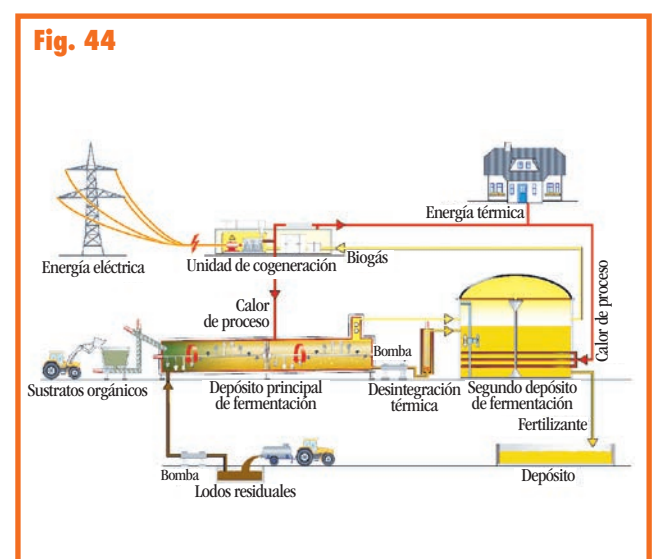 Fig. 44
Energía térmica
Energía eléctrica
Unidad de cogeneración
Biogás
Calor
de proceso
Calor de proceso
Bomba
Sustratos orgánicos
Depósito principal
de fermentación
Desintegración
térmica
Segundo depósito
de fermentación
Fertilizante
Bomba
Lodos residuales
Depósito